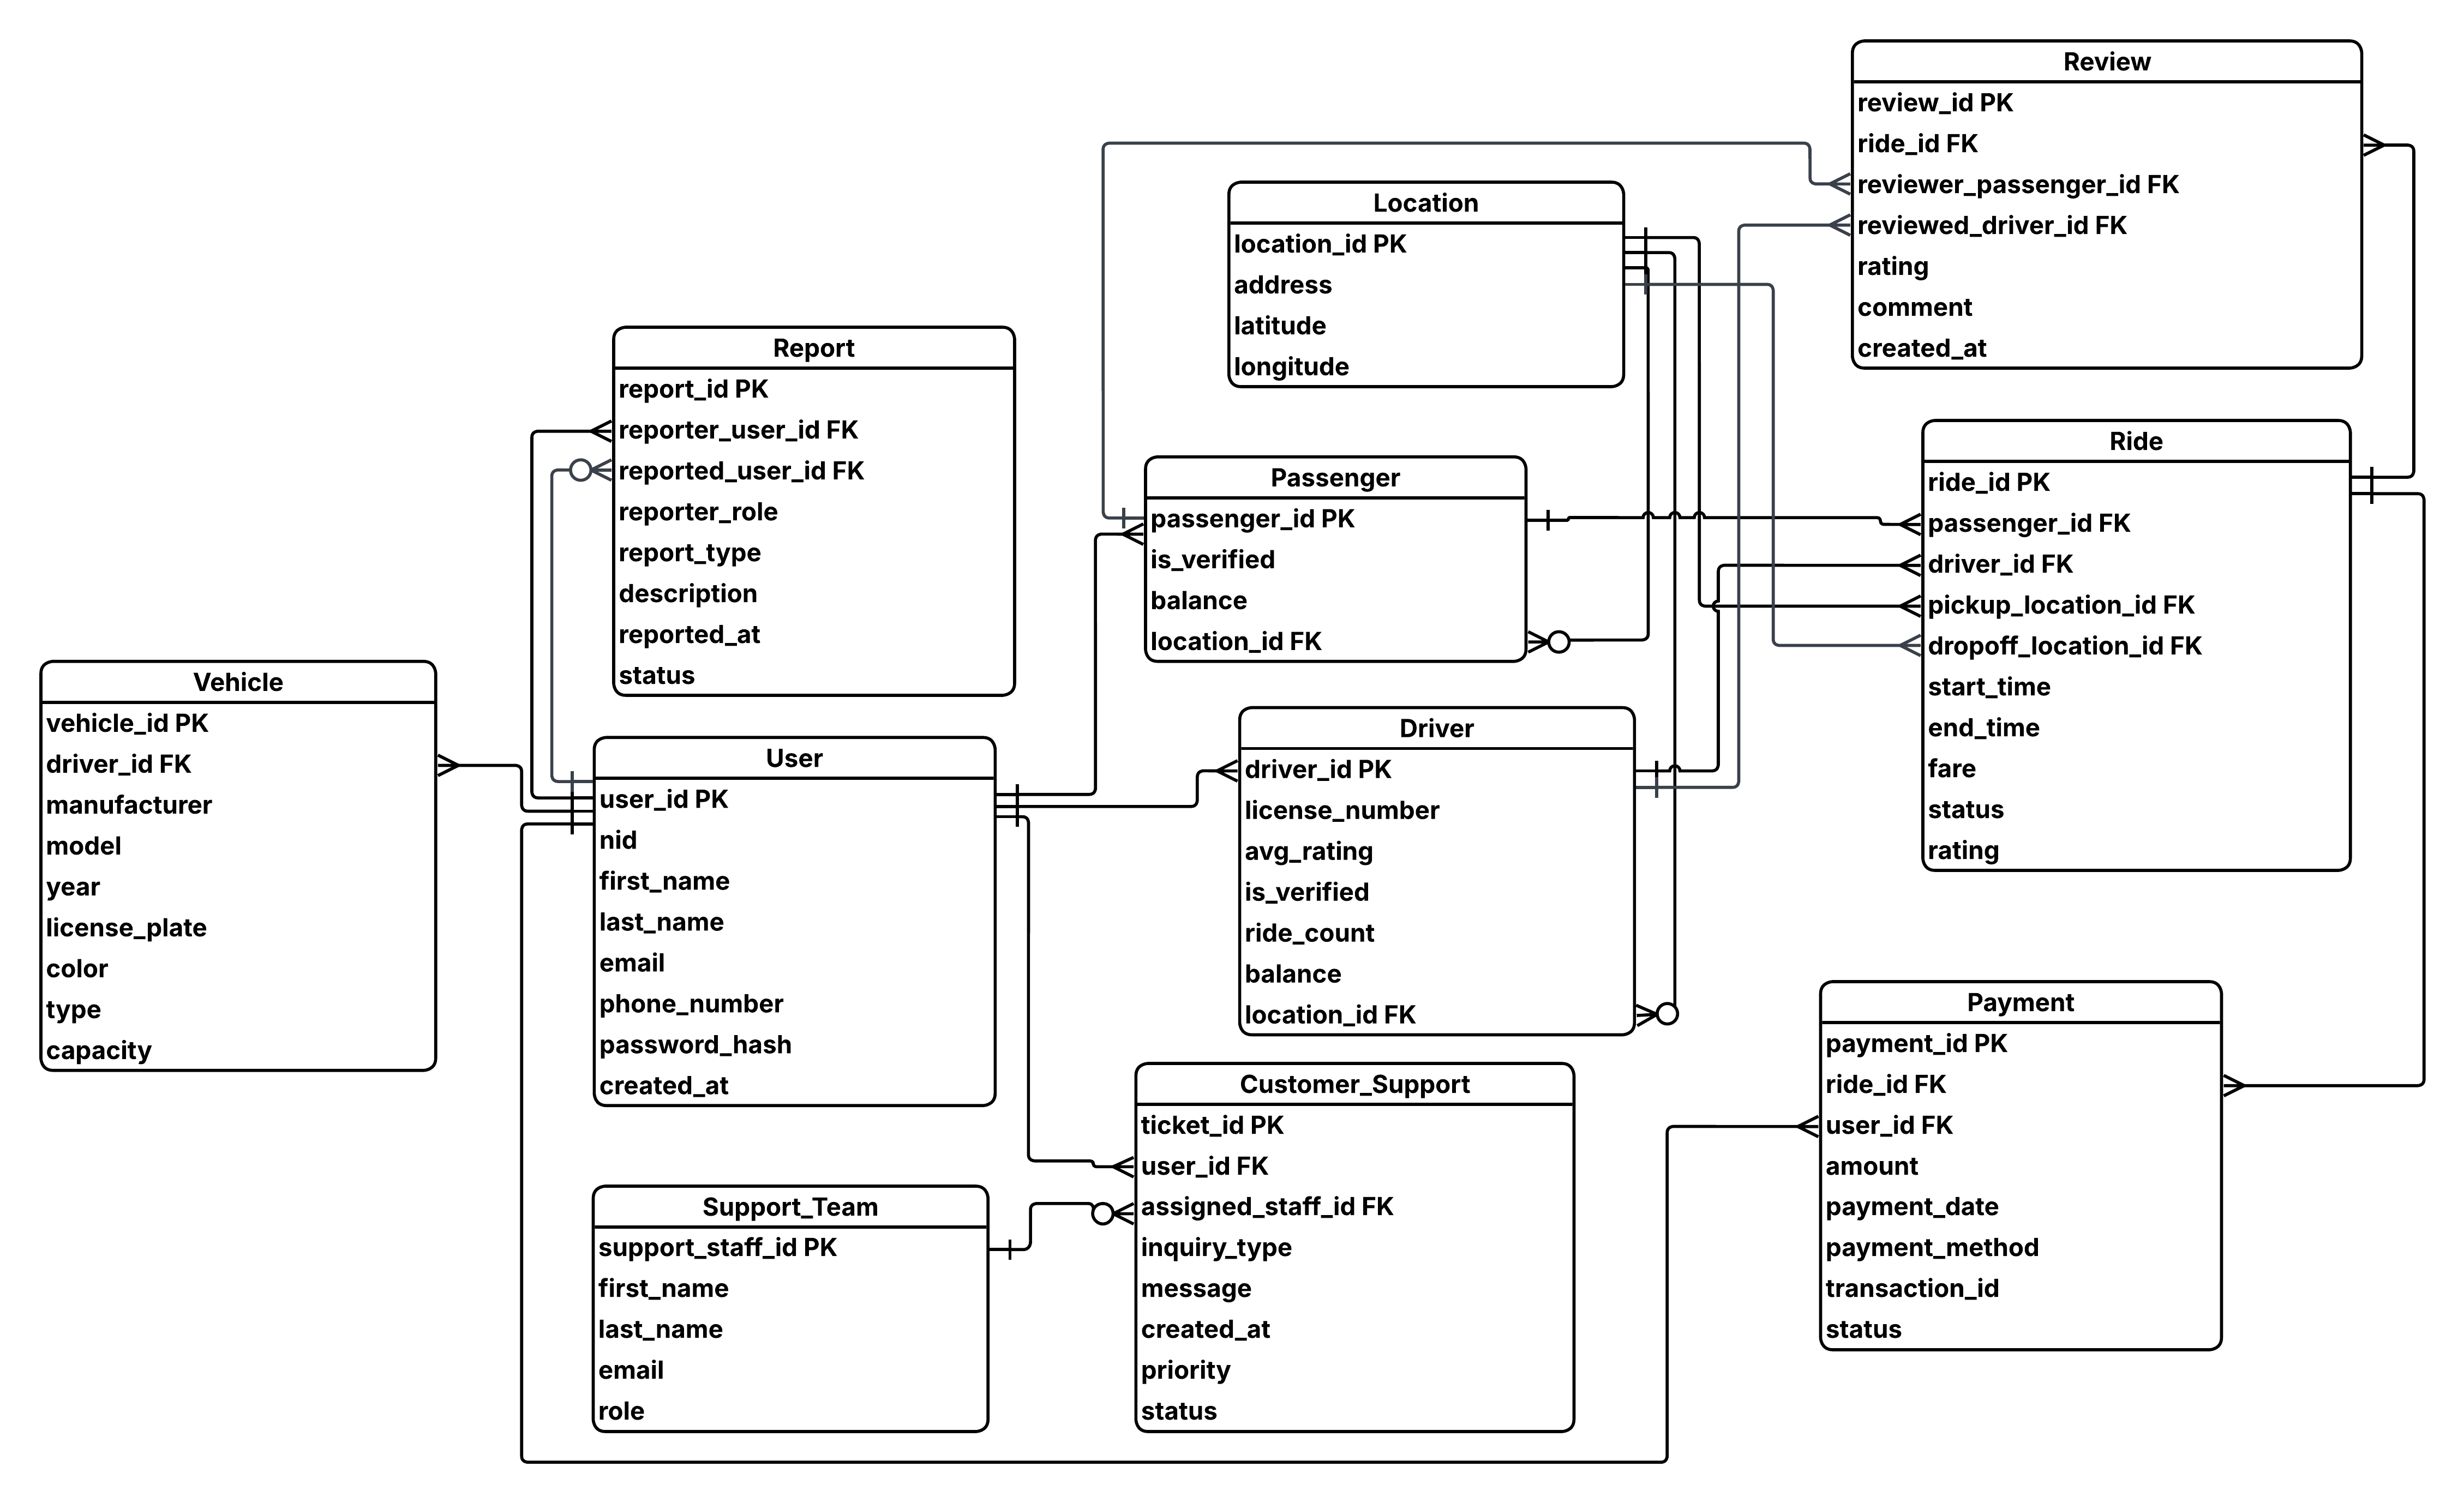 Review
review_id PK
ride_id FK
reviewer_passenger_id FK
reviewed_driver_id FK
rating
comment
created_at
Location
location_id PK
address
latitude
longitude
Report
report_id PK
reporter_user_id FK
reported_user_id FK
reporter_role
report_type
description
reported_at
status
Passenger
passenger_id PK
is_verified
balance
location_id FK
Ride
ride_id PK
passenger_id FK
driver_id FK
pickup_location_id FK
dropoff_location_id FK
start_time
end_time
fare
status
rating
Vehicle
vehicle_id PK
driver_id FK
manufacturer
model
year
license_plate
color
type
capacity
User
user_id PK
nid
first_name
last_name
email
phone_number
password_hash
created_at
Driver
driver_id PK
license_number
avg_rating
is_verified
ride_count
balance
location_id FK
Payment
payment_id PK
ride_id FK
user_id FK
amount
payment_date
payment_method
transaction_id
status
Customer_Support
ticket_id PK
user_id FK
assigned_staff_id FK
inquiry_type
message
created_at
priority
status
Support_Team
support_staff_id PK
first_name
last_name
email
role